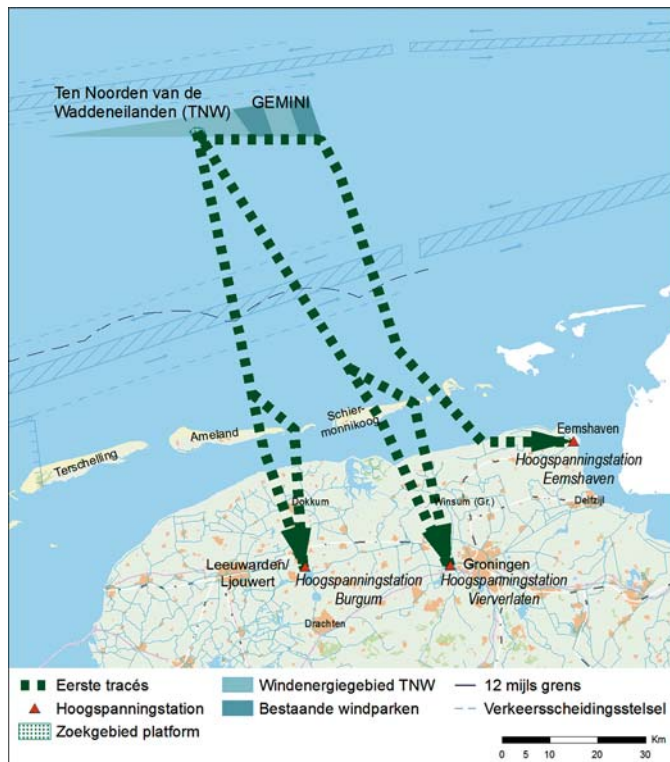 Ten Noorden van de
Waddeneilanden (TNW)
GEMINI
Schier-
monnikoog
Ameland
Terschelling
Eemshaven
Hoogspanningstation
Eemshaven
Dokkum
Winsum (Gr.)
Delfzijl
Leeuwarden/
Ljouwert
Hoogspanningstation
Burgum
Groningen
Hoogspanningstation
Vierverlaten
Drachten
Eerste tracés
Hoogspanningstation
Zoekgebied platform
Windenergiegebied TNW
Bestaande windparken
12 mijls grens
Verkeersscheidingsstelsel
Km
0 5 10 20 30